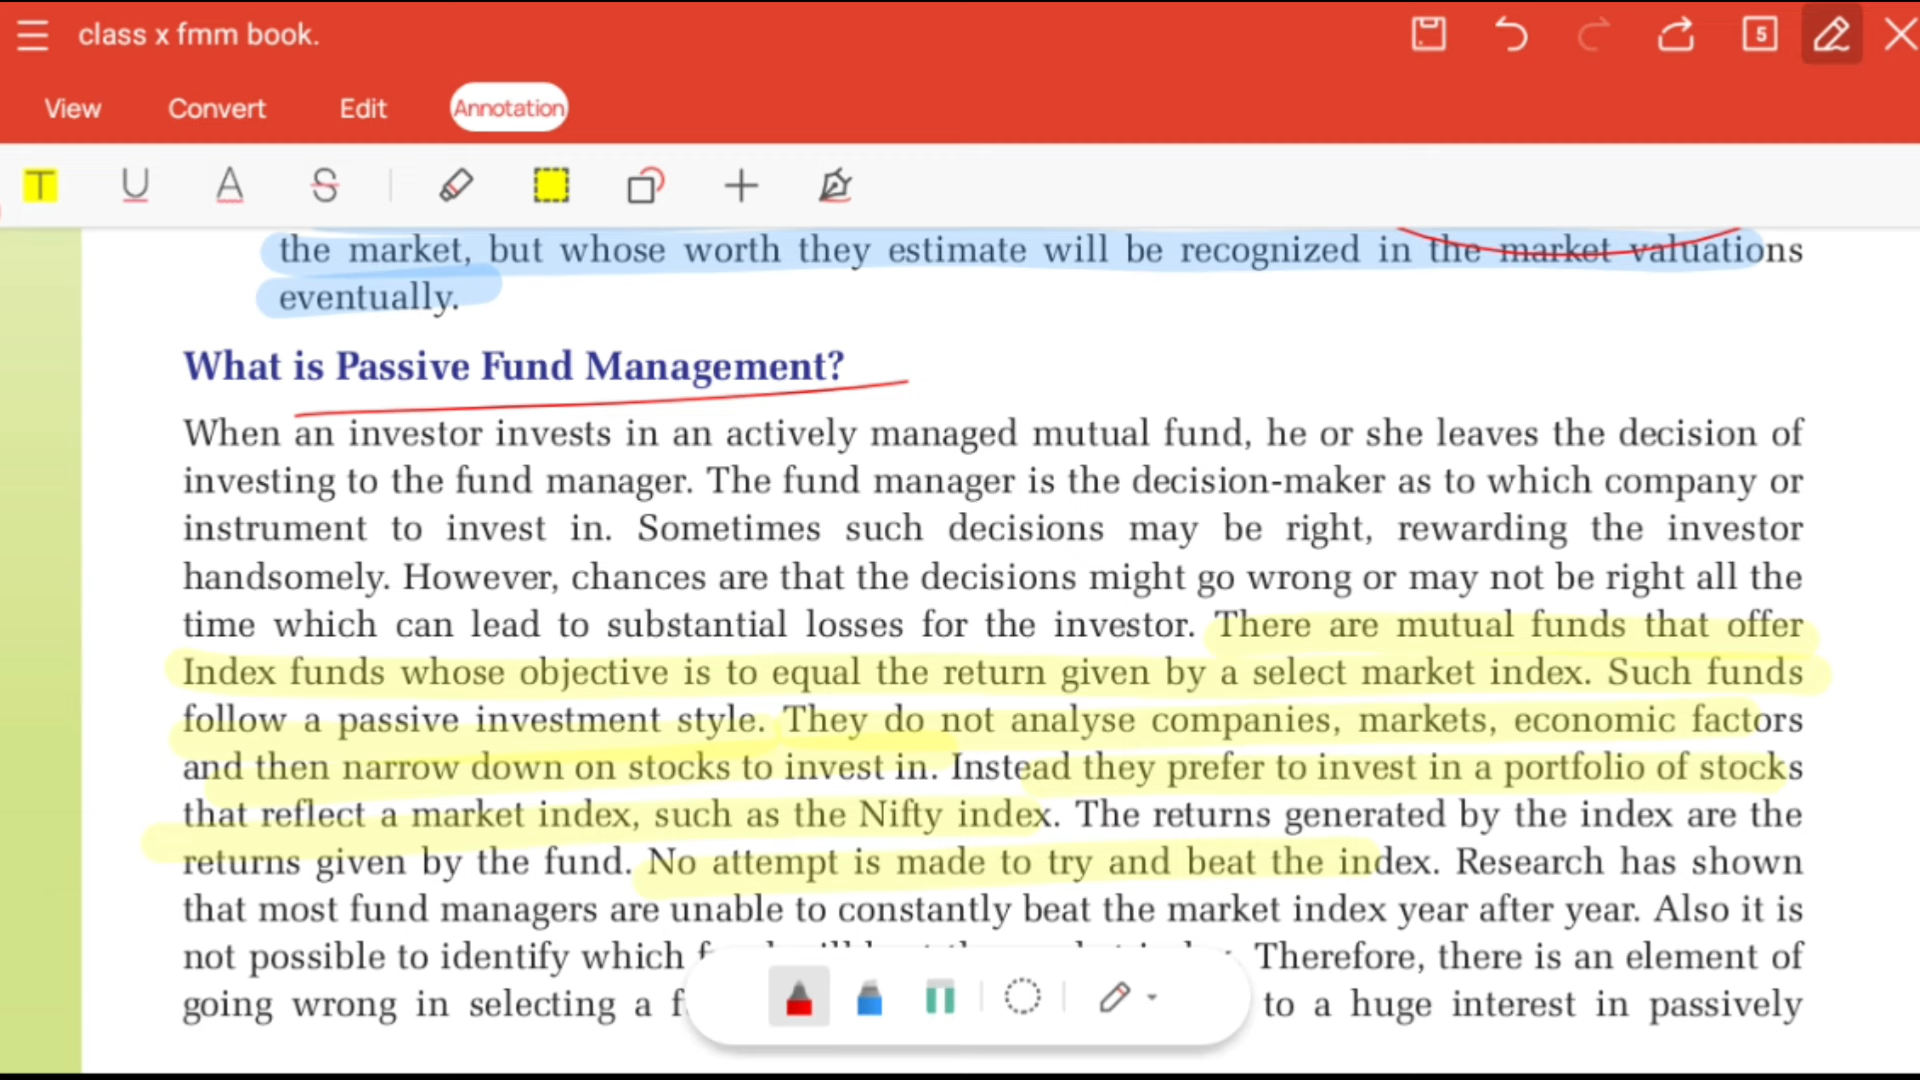 class x fmm book.
5
View Convert Edit Annotation
T U A S
the market, but whose worth they estimate will be recognized in the market valuations
eventually.
What is Passive Fund Management?
When an investor invests in an actively managed mutual fund, he or she leaves the decision of
investing to the fund manager. The fund manager is the decision-maker as to which company or
instrument to invest in. Sometimes such decisions may be right, rewarding the investor
handsomely. However, chances are that the decisions might go wrong or may not be right all the
time which can lead to substantial losses for the investor. There are mutual funds that offer
Index funds whose objective is to equal the return given by a select market index. Such funds
follow a passive investment style. They do not analyse companies, markets, economic factors
and then narrow down on stocks to invest in. Instead they prefer to invest in a portfolio of stocks
that reflect a market index, such as the Nifty index. The returns generated by the index are the
returns given by the fund. No attempt is made to try and beat the index. Research has shown
that most fund managers are unable to constantly beat the market index year after year. Also it is
not possible to identify which Therefore, there is an element of
going wrong in selecting a to a huge interest in passively